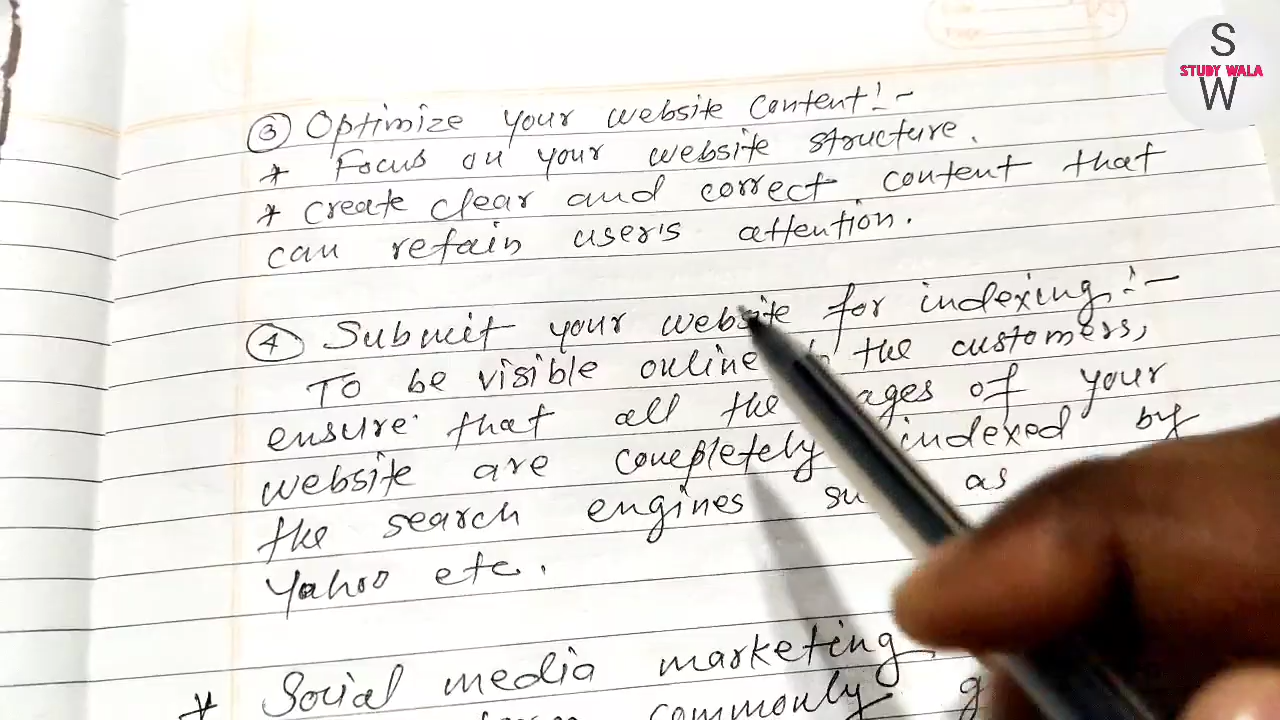 S
STUDY WALA
W
③ Optimize your website content:-
* Focus on your website structure.
* create clear and correct content that
can retain user's attention.
④ Submit your website for indexing:-
To be visible online the customers,
ensure that all the ages of your
website are completely indexed by
the search engines su as
Yahoo etc.
* Social media marketing
commonly